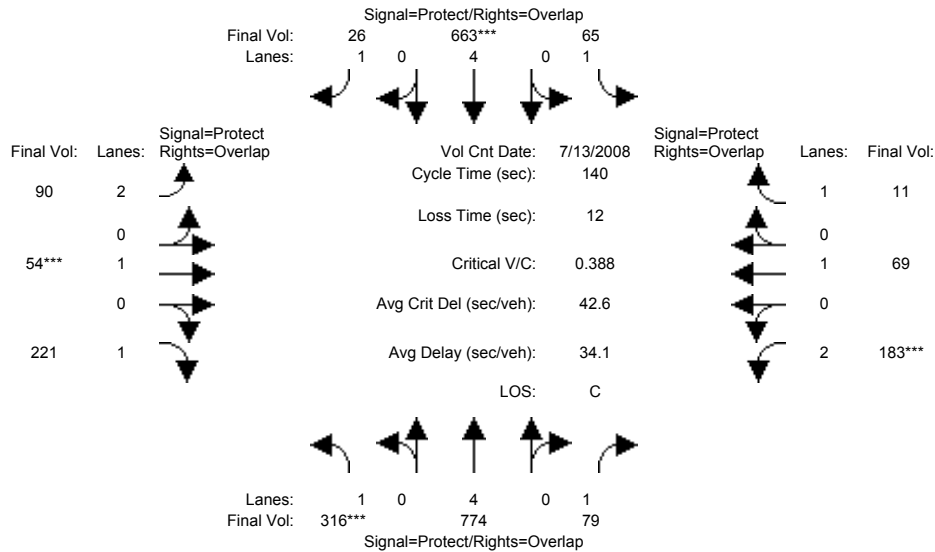 Signal=Protect/Rights=Overlap
Final Vol: 26 663*** 65
Lanes: 1 0 4 0 1
Signal=Protect Signal=Protect
Final Vol: Lanes: Rights=Overlap Vol Cnt Date: 7/13/2008 Rights=Overlap Lanes: Final Vol:
Cycle Time (sec): 140
90 2 1 11
Loss Time (sec): 12
0 0
54*** 1 Critical V/C: 0.388 1 69
0 Avg Crit Del (sec/veh): 42.6 0
221 1 Avg Delay (sec/veh): 34.1 2 183***
LOS: C
Lanes: 1 0 4 0 1
Final Vol: 316*** 774 79
Signal=Protect/Rights=Overlap